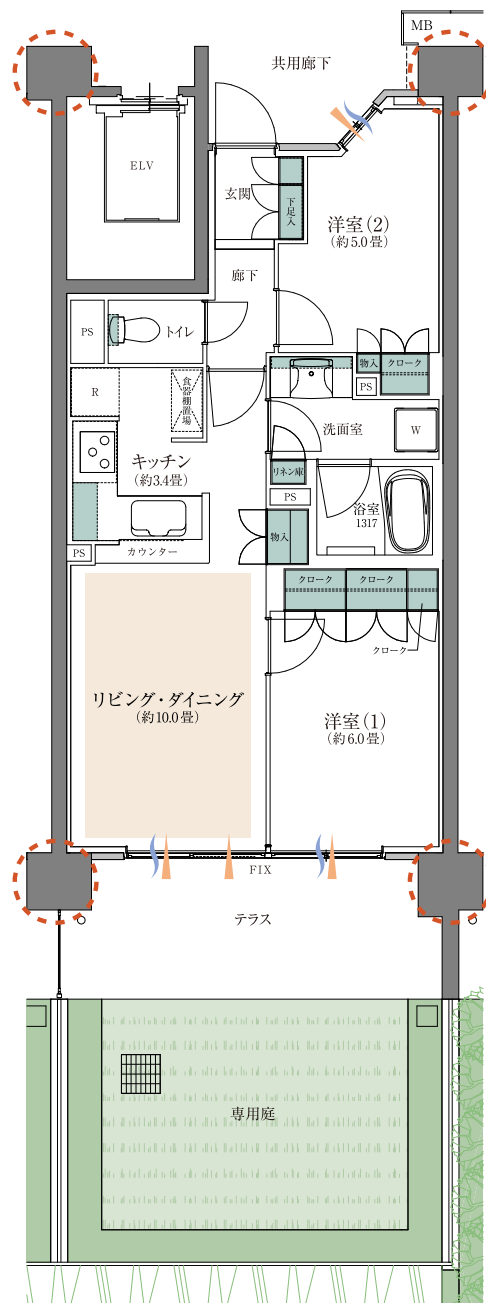 MB
共用廊下
ELV
玄関
下足入
洋室(2)
(約5.0畳)
廊下
PS
トイレ
物入
クローク
PS
R
食器棚置場
洗面室
W
キッチン
(約3.4畳)
リネン庫
PS
浴室
1317
PS
カウンター
物入
クローク
クローク
クローク
リビング・ダイニング
(約10.0畳)
洋室(1)
(約6.0畳)
FIX
テラス
専用庭